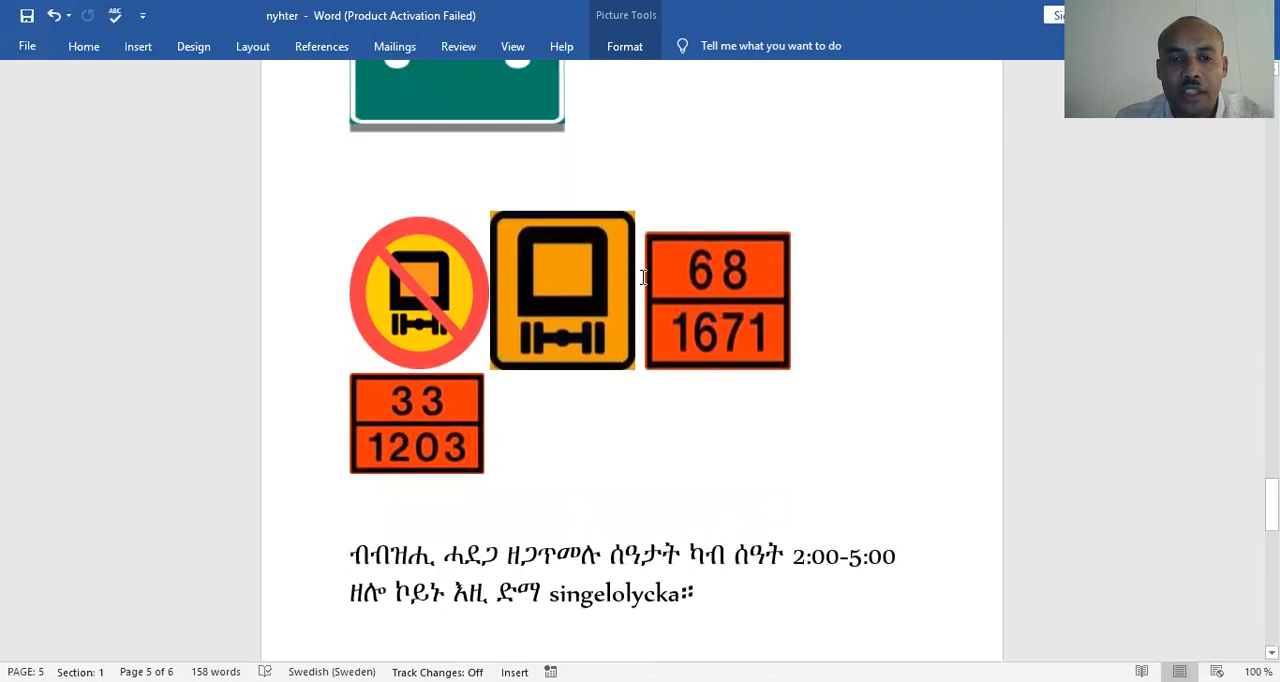 nyhter - Word (Product Activation Failed)
Picture Tools
File Home Insert Design Layout References Mailings Review View Help Format Tell me what you want to do
68
1671
33
1203
ብብዝሒ ሓደጋ ዘጋጥመሉ ሰዓታት ካብ ሰዓት 2:00-5:00
ዘሎ ኮይኑ እዚ ድማ singelolycka።
PAGE: 5 Section: 1 Page 5 of 6 158 words Swedish (Sweden) Track Changes: Off Insert 100 %